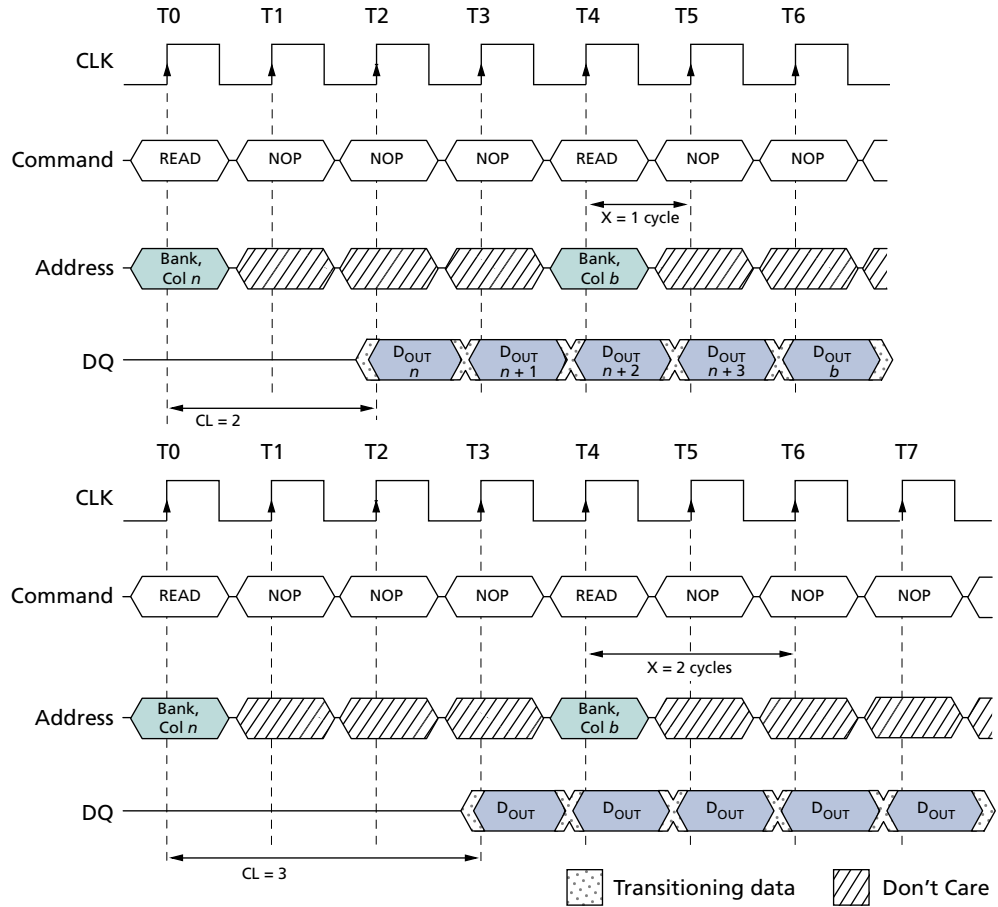 T0 T1 T2 T3 T4 T5 T6
CLK
Command READ NOP NOP NOP READ NOP NOP
X = 1 cycle
Address Bank, Col n Bank, Col b
DQ DOUT n DOUT n + 1 DOUT n + 2 DOUT n + 3 DOUT b
CL = 2
T0 T1 T2 T3 T4 T5 T6 T7
CLK
Command READ NOP NOP NOP READ NOP NOP NOP
X = 2 cycles
Address Bank, Col n Bank, Col b
DQ DOUT DOUT DOUT DOUT DOUT
CL = 3
Transitioning data Don't Care